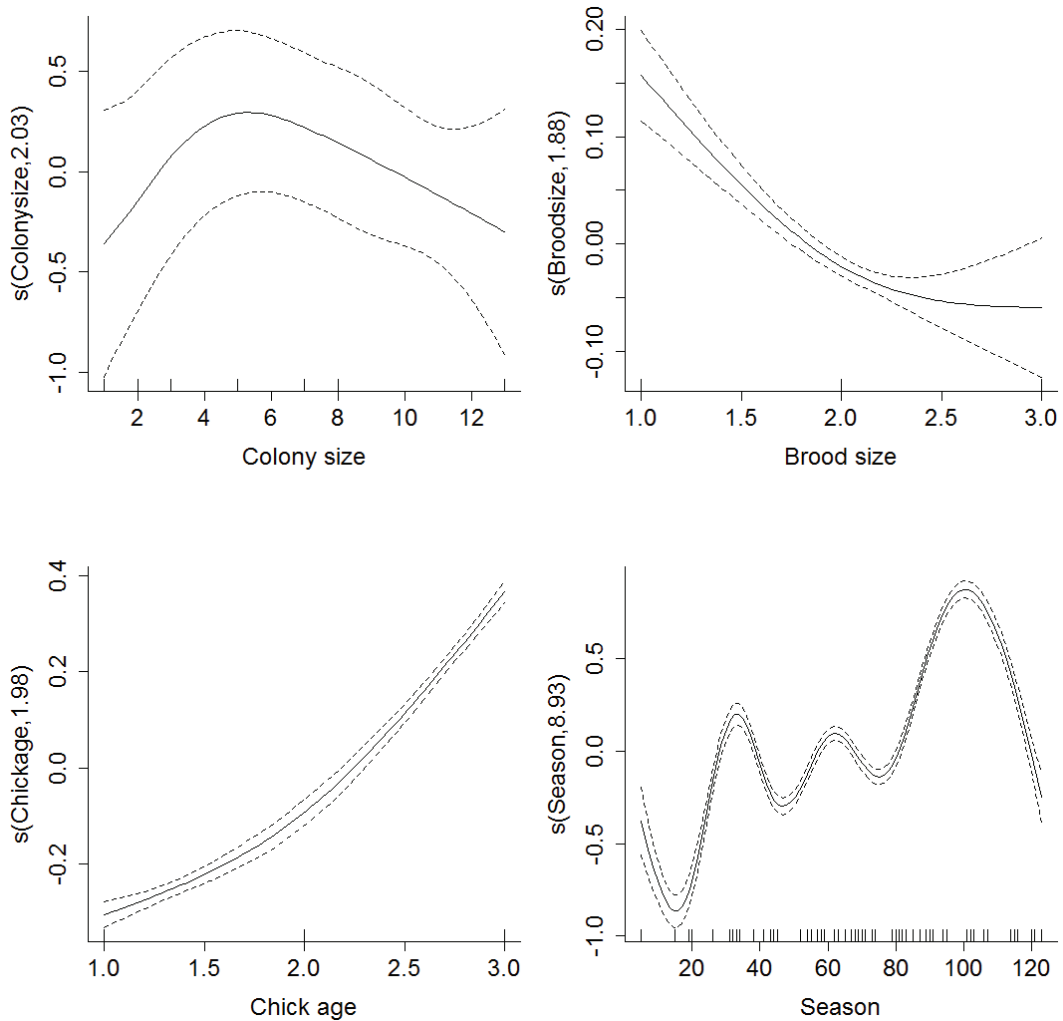 s(Colonysize,2.03)
0.5
0.0
-0.5
-1.0
2 4 6 8 10 12
Colony size
s(Broodsize,1.88)
0.20
0.10
0.00
-0.10
1.0 1.5 2.0 2.5 3.0
Brood size
s(Chickage,1.98)
0.4
0.2
0.0
-0.2
1.0 1.5 2.0 2.5 3.0
Chick age
s(Season,8.93)
0.5
0.0
-0.5
-1.0
20 40 60 80 100 120
Season